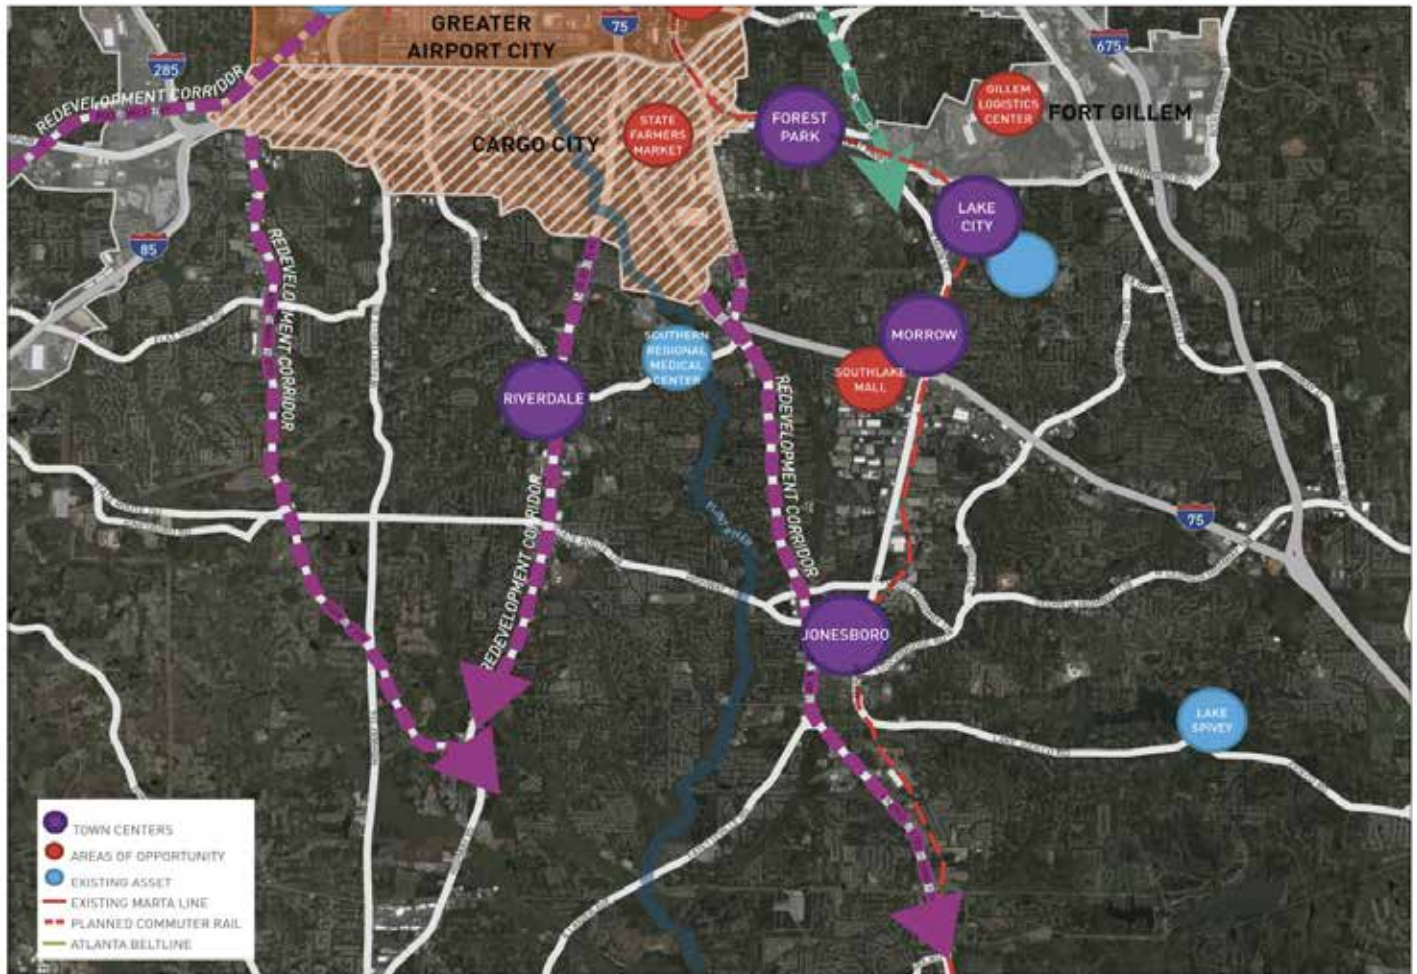 GREATER
AIRPORT CITY
75
675
285
REDEVELOPMENT CORRIDOR
GILLEM
LOGISTICS
CENTER
FORT GILLEM
STATE
FARMERS
MARKET
FOREST
PARK
CARGO CITY
LAKE
CITY
85
REDEVELOPMENT CORRIDOR
SOUTHERN
REGIONAL
MEDICAL
CENTER
MORROW
SOUTHLAKE
MALL
RIVERDALE
REDEVELOPMENT CORRIDOR
REDEVELOPMENT CORRIDOR
75
JONESBORO
LAKE
SPIVEY
TOWN CENTERS
AREAS OF OPPORTUNITY
EXISTING ASSET
EXISTING MARTA LINE
PLANNED COMMUTER RAIL
ATLANTA BELTLINE